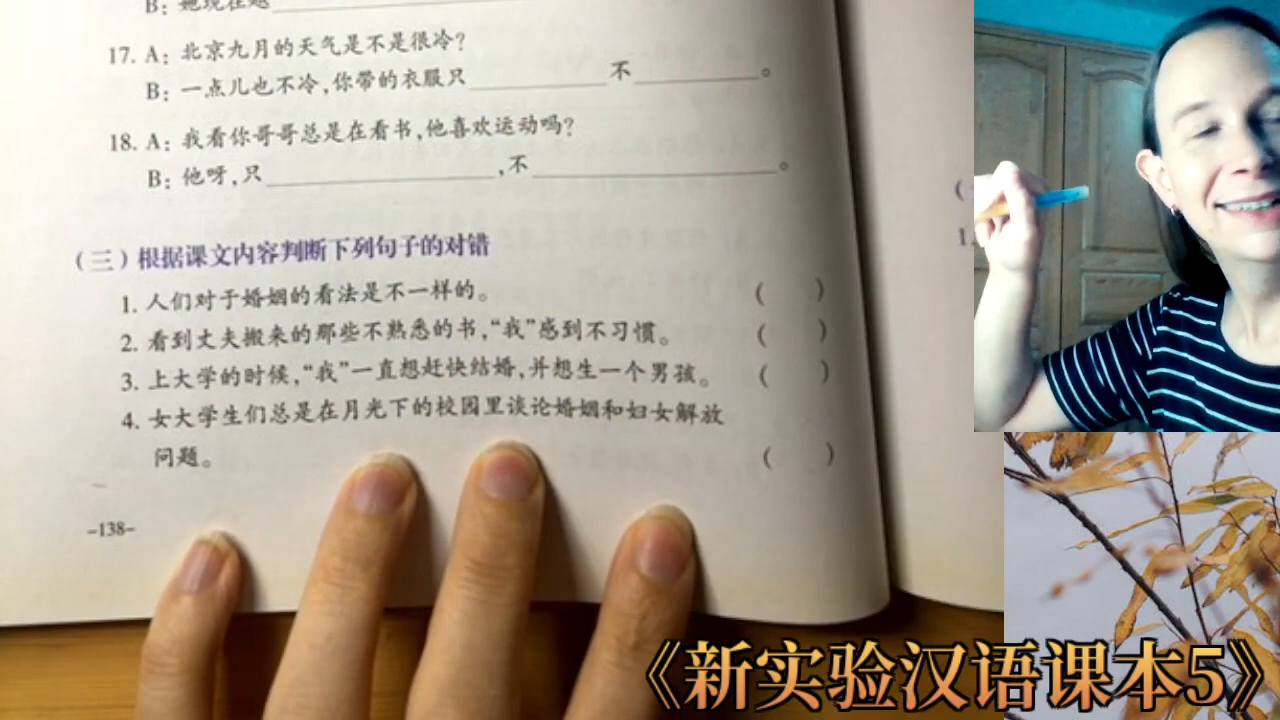 B: 她现在越
17. A: 北京九月的天气是不是很冷?
B: 一点儿也不冷,你带的衣服只________不________。
18. A: 我看你哥哥总是在看书,他喜欢运动吗?
B: 他呀,只________,不________。
(三)根据课文内容判断下列句子的对错
1. 人们对于婚姻的看法是不一样的。 ( )
2. 看到丈夫搬来的那些不熟悉的书,“我”感到不习惯。 ( )
3. 上大学的时候,“我”一直想赶快结婚,并想生一个男孩。 ( )
4. 女大学生们总是在月光下的校园里谈论婚姻和妇女解放
问题。 ( )
-138-
1.
《新实验汉语课本5》